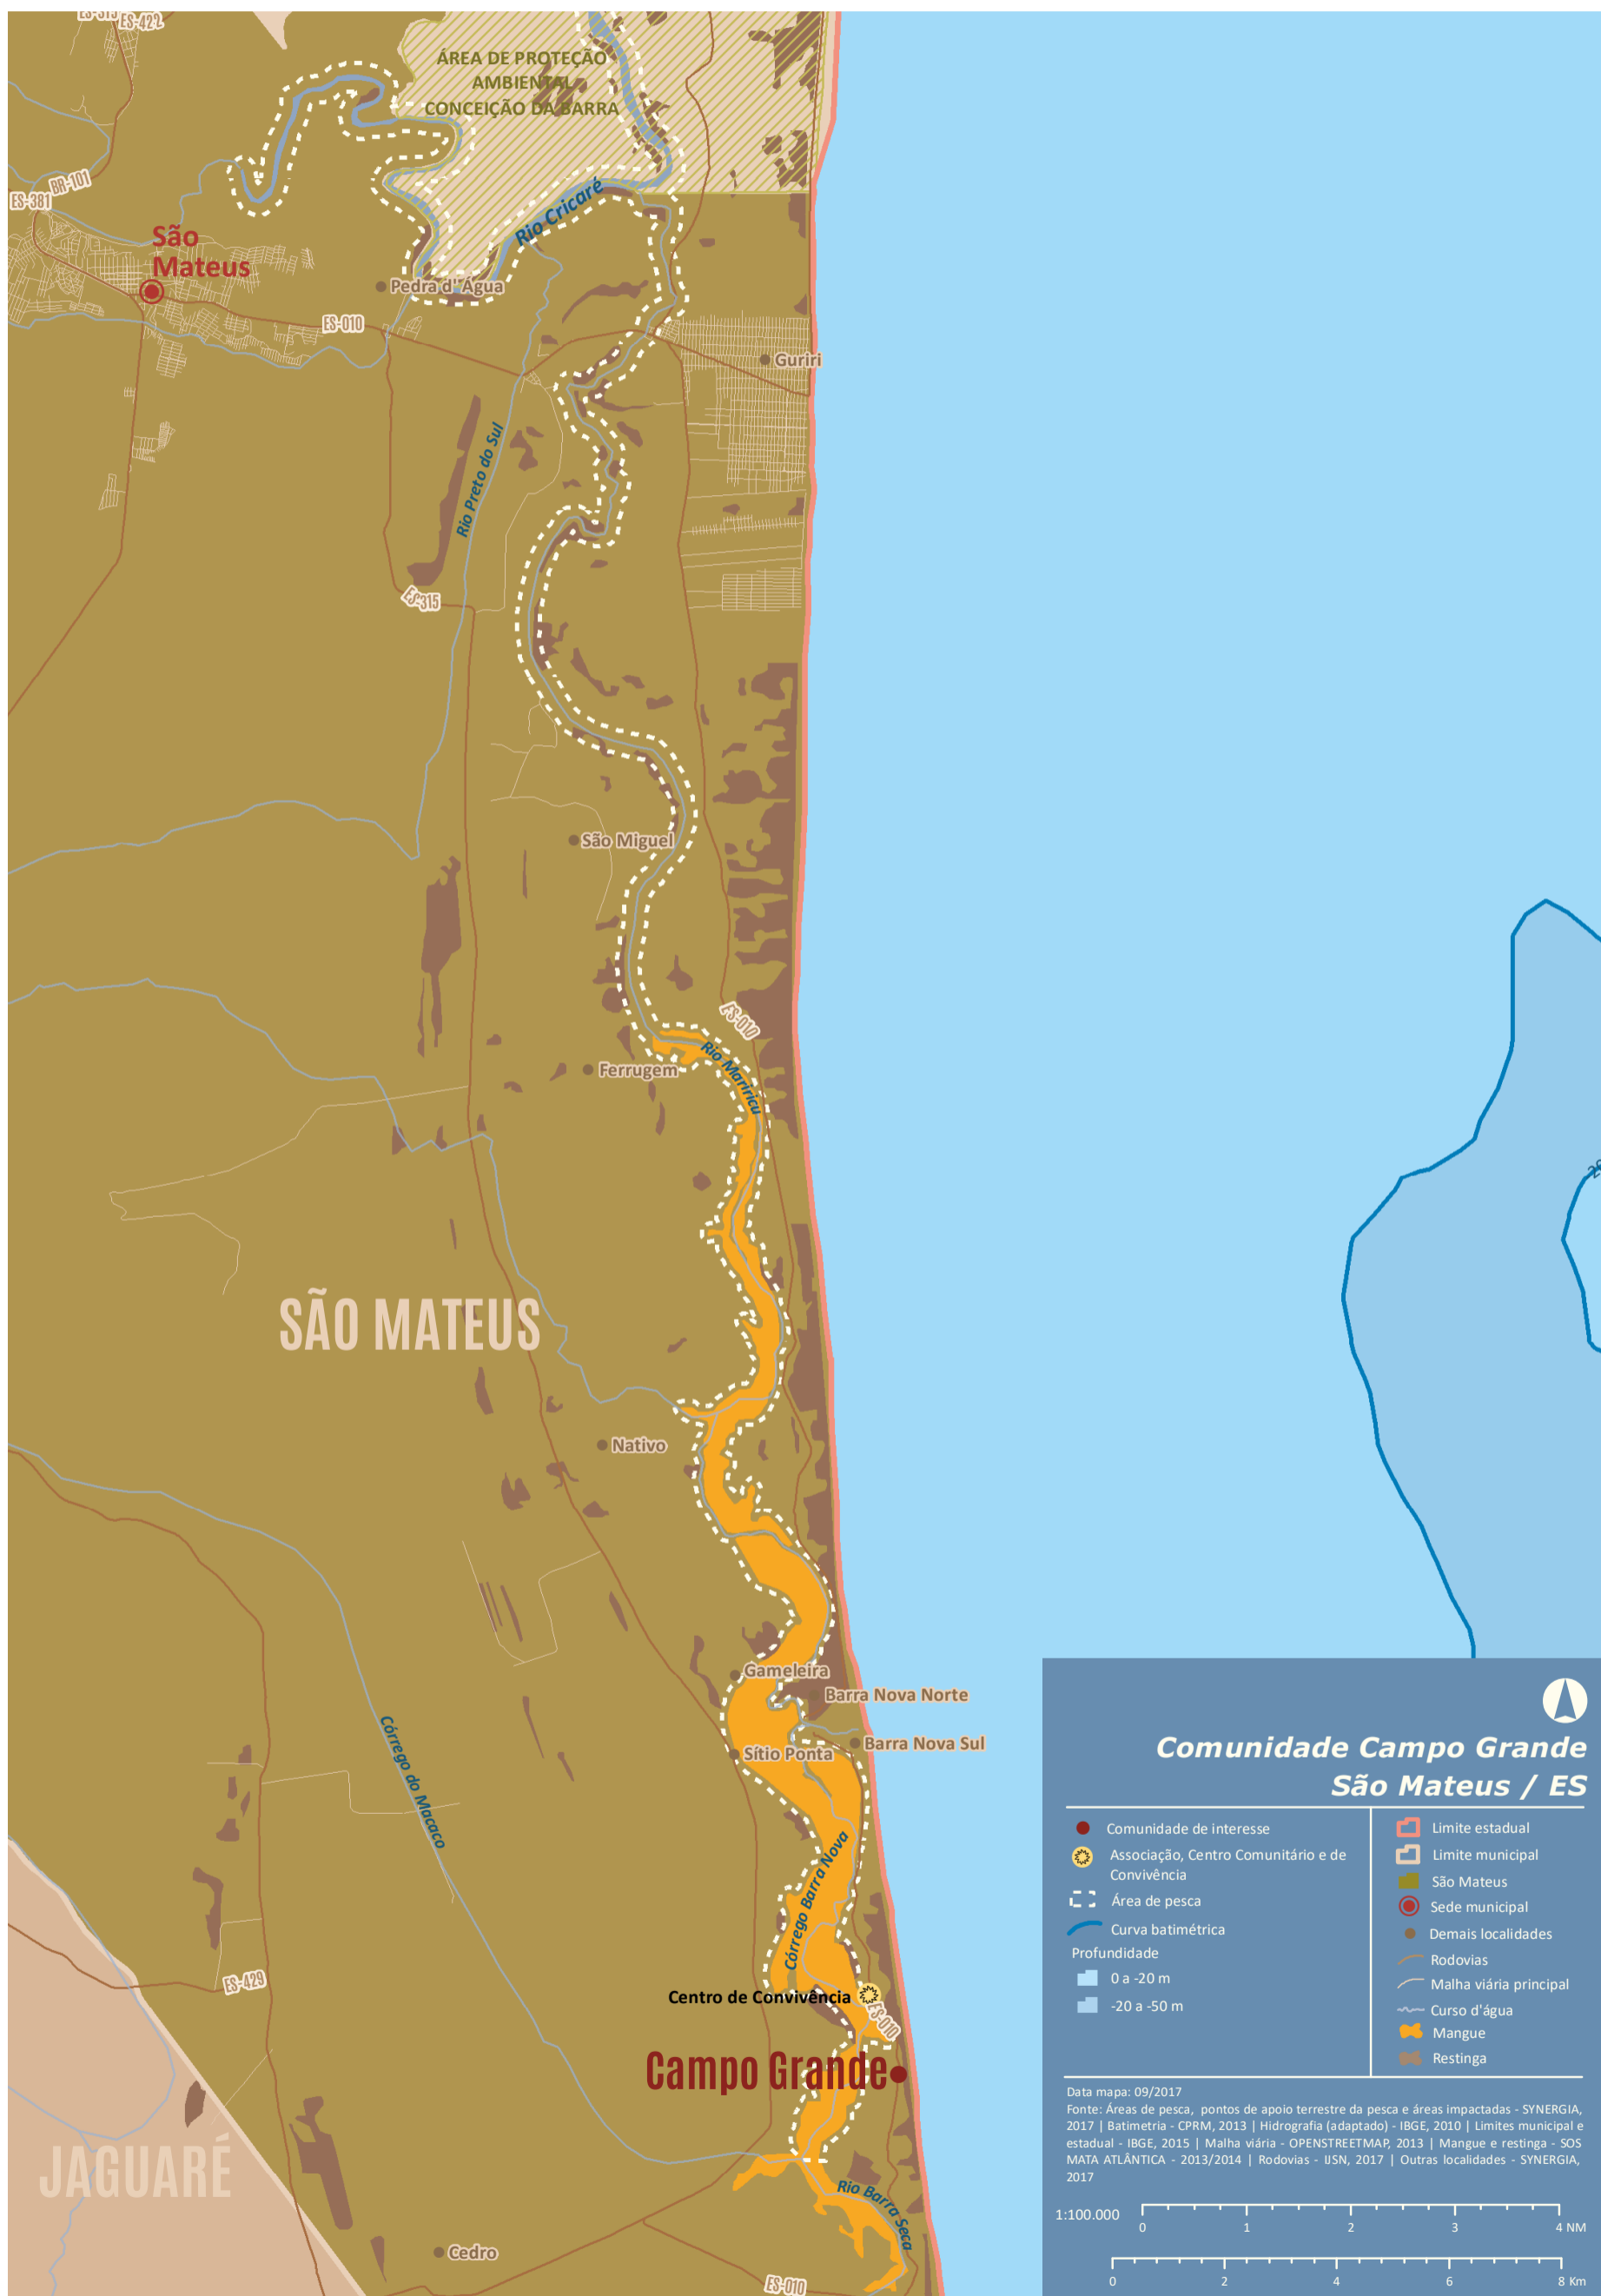 ES-315
ES-422
ÁREA DE PROTEÇÃO
AMBIENTAL
CONCEIÇÃO DA BARRA
BR-101
ES-381
Rio Cricaré
São
Mateus
Pedra d' Água
ES-010
Guriri
Rio Preto do Sul
ES-315
São Miguel
ES-010
Rio Mariricu
Ferrugem
SÃO MATEUS
Nativo
Gameleira
Barra Nova Norte
Barra Nova Sul
Sítio Ponta
Córrego do Macaco
Córrego Barra Nova
ES-429
Centro de Convivência
ES-010
Campo Grande
JAGUARÉ
Rio Barra Seca
Cedro
ES-010
Comunidade Campo Grande
São Mateus / ES
Comunidade de interesse
Associação, Centro Comunitário e de
Convivência
Área de pesca
Curva batimétrica
Profundidade
0 a -20 m
-20 a -50 m
Limite estadual
Limite municipal
São Mateus
Sede municipal
Demais localidades
Rodovias
Malha viária principal
Curso d'água
Mangue
Restinga
Data mapa: 09/2017
Fonte: Áreas de pesca, pontos de apoio terrestre da pesca e áreas impactadas - SYNERGIA,
2017 | Batimetria - CPRM, 2013 | Hidrografia (adaptado) - IBGE, 2010 | Limites municipal e
estadual - IBGE, 2015 | Malha viária - OPENSTREETMAP, 2013 | Mangue e restinga - SOS
MATA ATLÂNTICA - 2013/2014 | Rodovias - IJSN, 2017 | Outras localidades - SYNERGIA,
2017
1:100.000
0 1 2 3 4 NM
0 2 4 6 8 Km